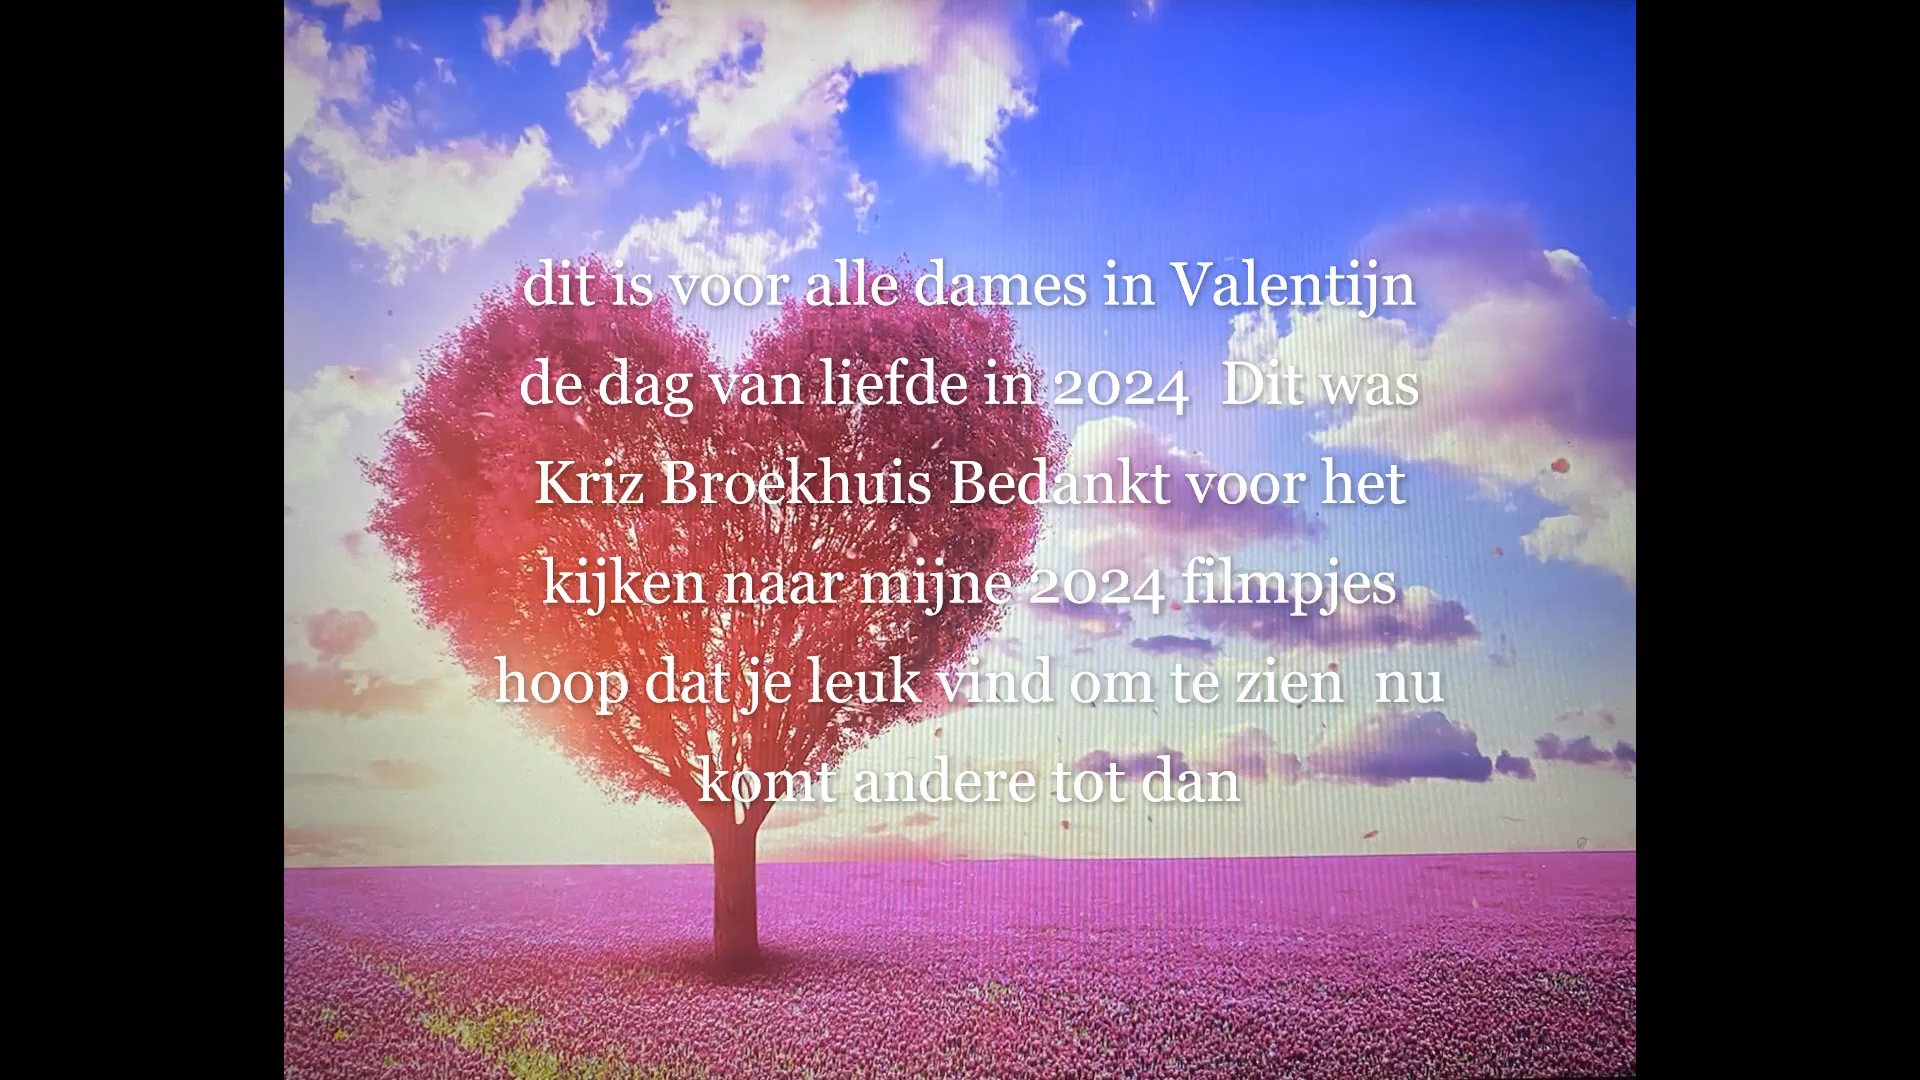 dit is voor alle dames in Valentijn
de dag van liefde in 2024  Dit was
Kriz Broekhuis Bedankt voor het
kijken naar mijne 2024 filmpjes
hoop dat je leuk vind om te zien  nu
komt andere tot dan